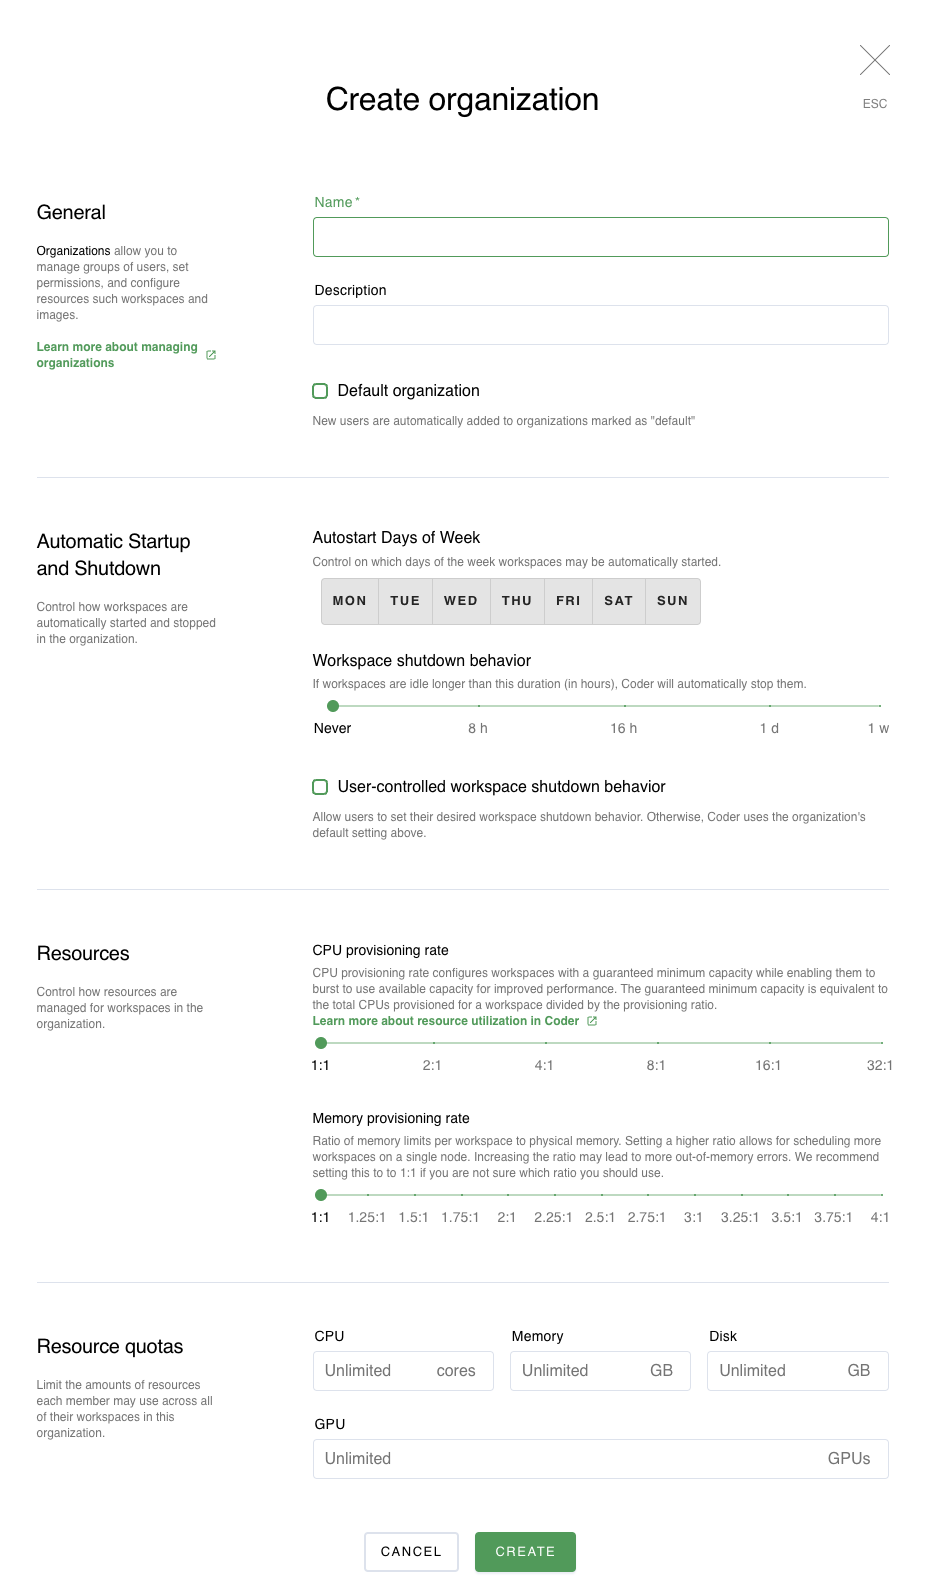 ESC
Create organization
General
Organizations allow you to
manage groups of users, set
permissions, and configure
resources such workspaces and
images.
Learn more about managing
organizations
Name *
Description
Default organization
New users are automatically added to organizations marked as "default"
Automatic Startup
and Shutdown
Control how workspaces are
automatically started and stopped
in the organization.
Autostart Days of Week
Control on which days of the week workspaces may be automatically started.
MON TUE WED THU FRI SAT SUN
Workspace shutdown behavior
If workspaces are idle longer than this duration (in hours), Coder will automatically stop them.
Never 8 h 16 h 1 d 1 w
User-controlled workspace shutdown behavior
Allow users to set their desired workspace shutdown behavior. Otherwise, Coder uses the organization's
default setting above.
Resources
Control how resources are
managed for workspaces in the
organization.
CPU provisioning rate
CPU provisioning rate configures workspaces with a guaranteed minimum capacity while enabling them to
burst to use available capacity for improved performance. The guaranteed minimum capacity is equivalent to
the total CPUs provisioned for a workspace divided by the provisioning ratio.
Learn more about resource utilization in Coder
1:1 2:1 4:1 8:1 16:1 32:1
Memory provisioning rate
Ratio of memory limits per workspace to physical memory. Setting a higher ratio allows for scheduling more
workspaces on a single node. Increasing the ratio may lead to more out-of-memory errors. We recommend
setting this to to 1:1 if you are not sure which ratio you should use.
1:1 1.25:1 1.5:1 1.75:1 2:1 2.25:1 2.5:1 2.75:1 3:1 3.25:1 3.5:1 3.75:1 4:1
Resource quotas
Limit the amounts of resources
each member may use across all
of their workspaces in this
organization.
CPU Memory Disk
Unlimited cores Unlimited GB Unlimited GB
GPU
Unlimited GPUs
CANCEL CREATE